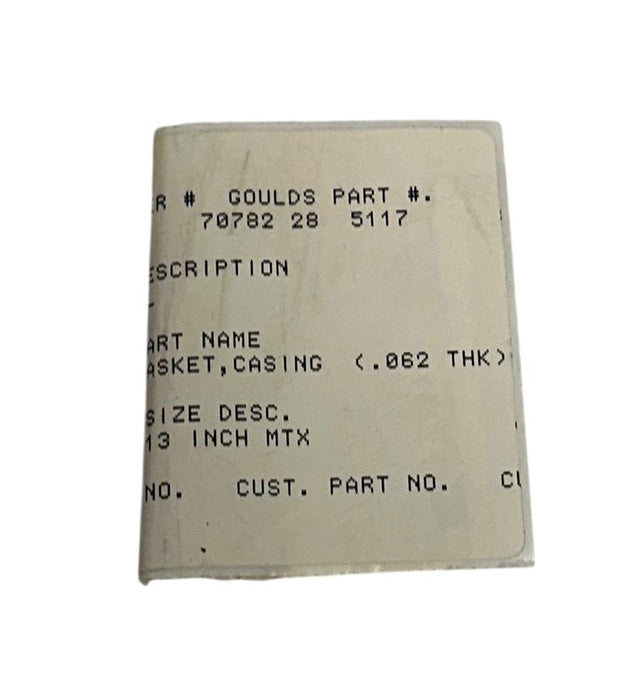 R # GOULDS PART #.
70782 28 5117
ESCRIPTION
-
ART NAME
ASKET,CASING (.062 THK)
SIZE DESC.
13 INCH MTX
NO. CUST. PART NO. CU